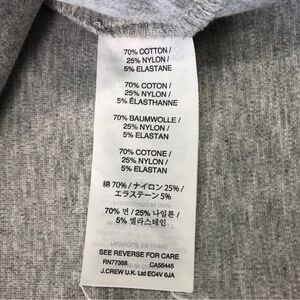 70% COTTON /
25% NYLON /
5% ELASTANE
70% COTON /
25% NYLON /
5% ÉLASTHANNE
70% BAUMWOLLE /
25% NYLON /
5% ELASTAN
70% COTONE /
25% NYLON /
5% ELASTAN
綿 70% / ナイロン 25% /
エラステーン 5%
70% 면 / 25% 나일론 /
5% 엘라스테인
SEE REVERSE FOR CARE
RN77388 CA56445
J.CREW U.K. Ltd EC4V 6JA